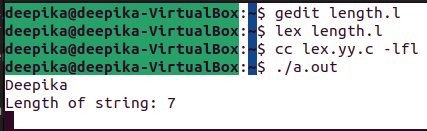 deepika@deepika-VirtualBox:~$ gedit length.l
deepika@deepika-VirtualBox:~$ lex length.l
deepika@deepika-VirtualBox:~$ cc lex.yy.c -lfl
deepika@deepika-VirtualBox:~$ ./a.out
Deepika
Length of string: 7